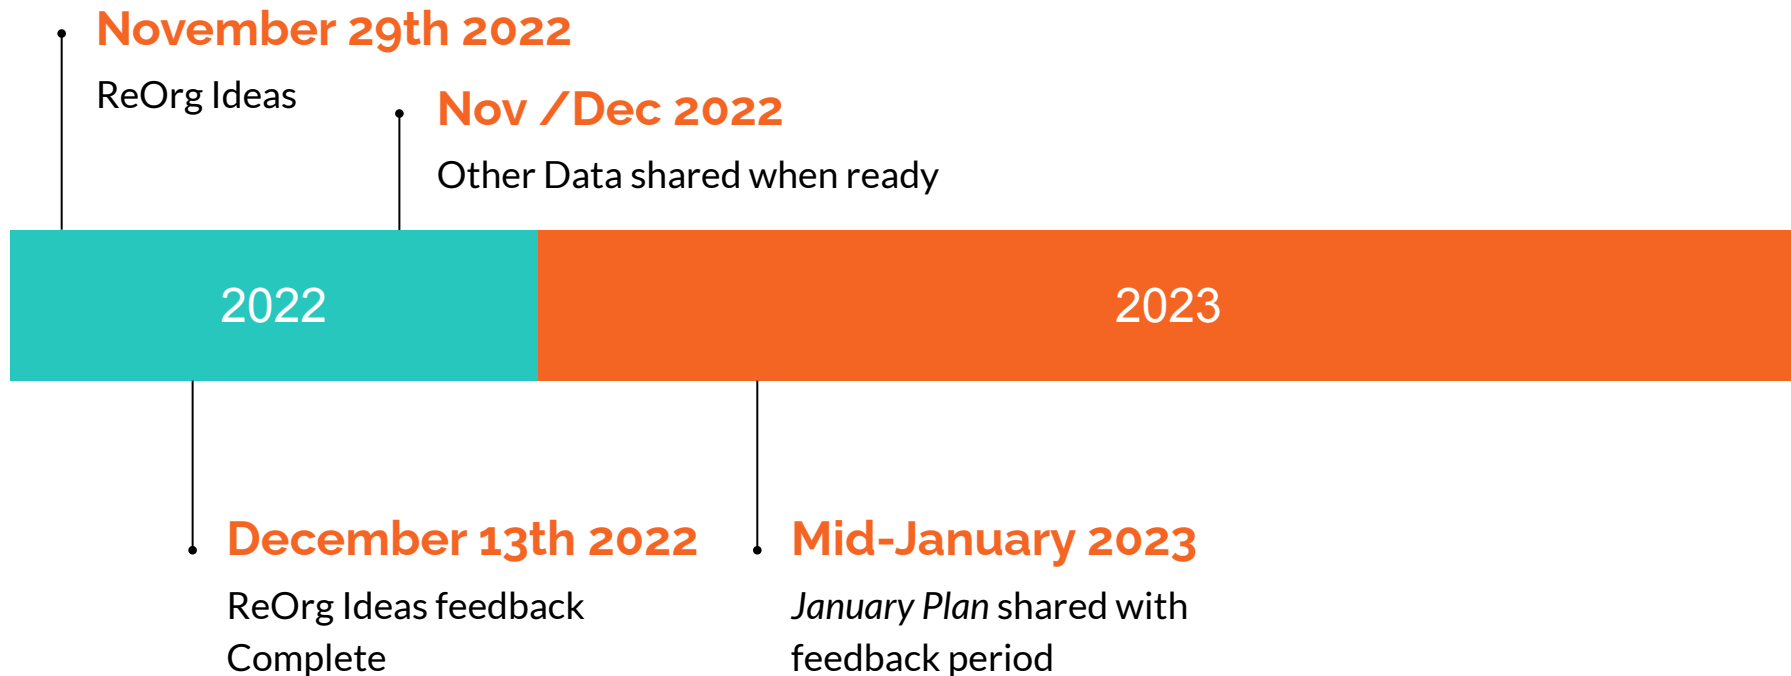 November 29th 2022
ReOrg Ideas
Nov /Dec 2022
Other Data shared when ready
2022
2023
December 13th 2022
ReOrg Ideas feedback
Complete
Mid-January 2023
January Plan shared with
feedback period